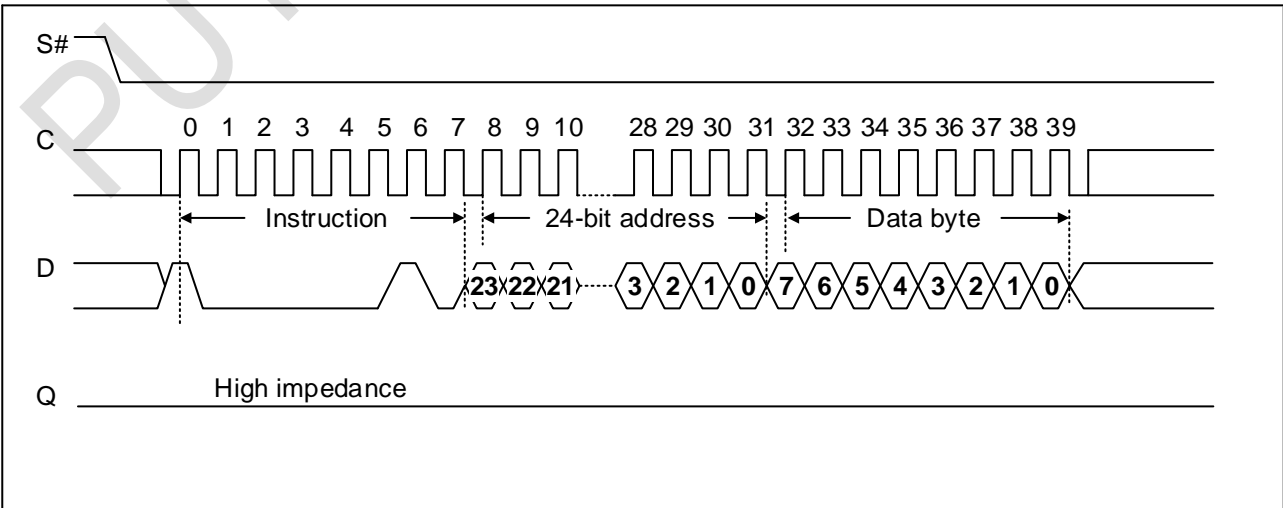 PU
S#
0 1 2 3 4 5 6 7 8 9 10 28 29 30 31 32 33 34 35 36 37 38 39
C
Instruction 24-bit address Data byte
D
23 22 21 3 2 1 0 7 6 5 4 3 2 1 0
High impedance
Q